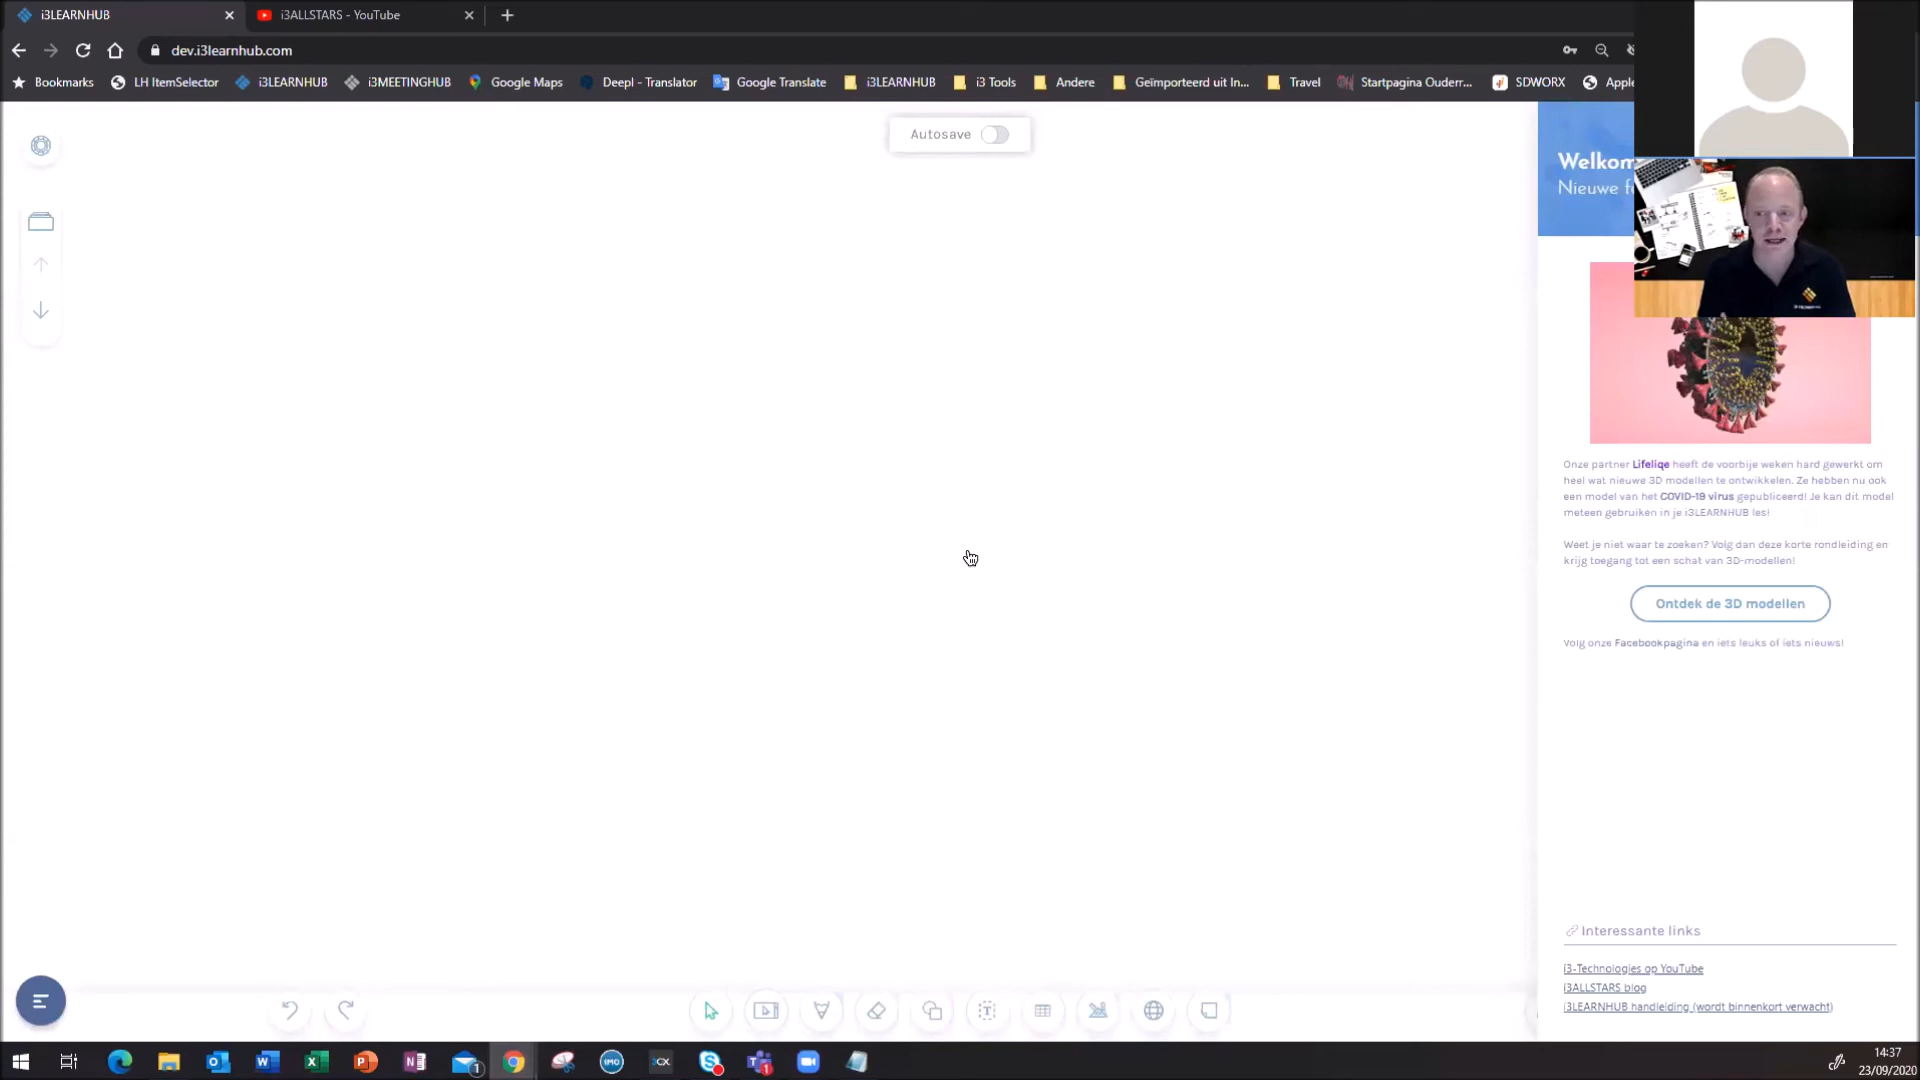 i3LEARNHUB
i3ALLSTARS - YouTube
dev.i3learnhub.com
Bookmarks
LH ItemSelector
i3LEARNHUB
i3MEETINGHUB
Google Maps
Deepl - Translator
Google Translate
i3LEARNHUB
i3 Tools
Andere
Geïmporteerd uit In...
Travel
Startpagina Ouderr...
SDWORX
Apple
Autosave
Welkom
Nieuwe fe
Onze partner Lifeliqe heeft de voorbije weken hard gewerkt om
heel wat nieuwe 3D modellen te ontwikkelen. Ze hebben nu ook
een model van het COVID-19 virus gepubliceerd! Je kan dit model
meteen gebruiken in je i3LEARNHUB les!
Weet je niet waar te zoeken? Volg dan deze korte rondleiding en
krijg toegang tot een schat van 3D-modellen!
Ontdek de 3D modellen
Volg onze Facebookpagina en iets leuks of iets nieuws!
Interessante links
i3-Technologies op YouTube
i3ALLSTARS blog
i3LEARNHUB handleiding (wordt binnenkort verwacht)
14:37
23/09/2020